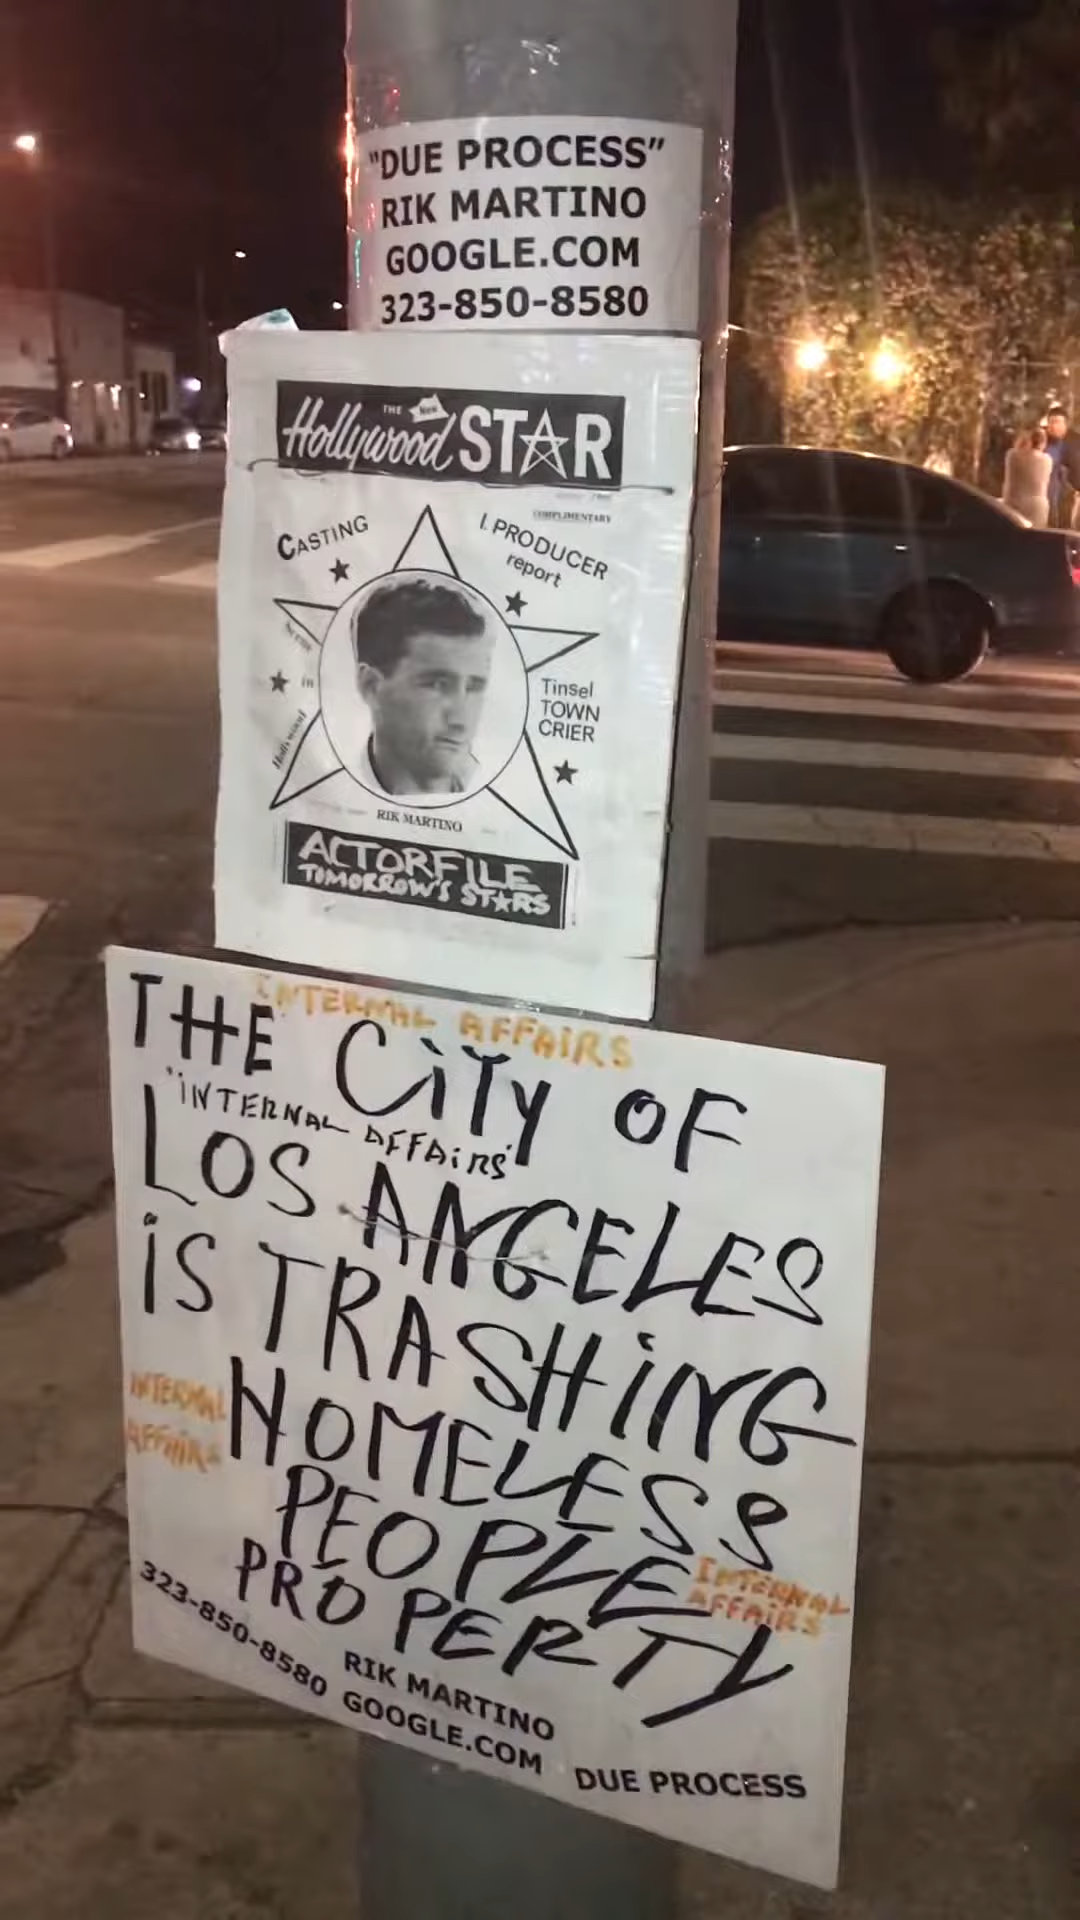 "DUE PROCESS"
RIK MARTINO
GOOGLE.COM
323-850-8580
THE New
Hollywood STAR
COMPLIMENTARY
CASTING
I. PRODUCER
report
in
Hollywood
Tinsel
TOWN
CRIER
RIK MARTINO
ACTORFILE
TOMORROW'S STARS
INTERNAL AFFAIRS
THE CiTY OF
"iNTERNAL AFFAiRS"
LOS ANGELES
iS TRASHiNG
INTERNAL
AFFAIRS
HOMELESS
PEOPLE
INTERNAL
AFFAIRS
PROPERTY
323-850-8580
RIK MARTINO
GOOGLE.COM
DUE PROCESS